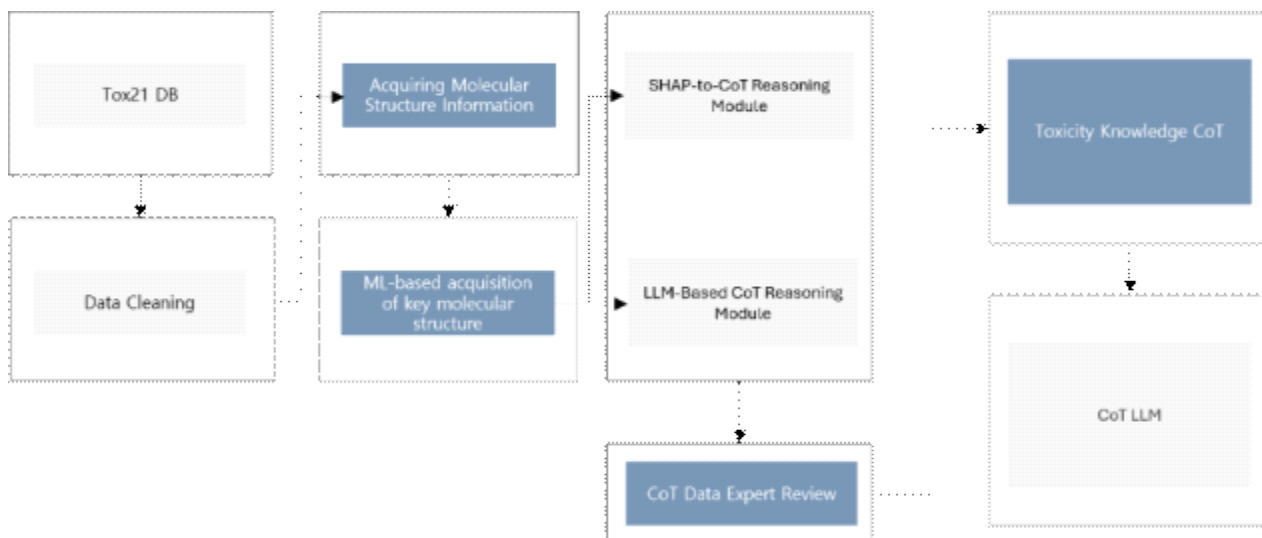 Tox21 DB
Data Cleaning
Acquiring Molecular
Structure Information
ML-based acquisition
of key molecular
structure
SHAP-to-CoT Reasoning
Module
LLM-Based CoT Reasoning
Module
CoT Data Expert Review
Toxicity Knowledge CoT
CoT LLM